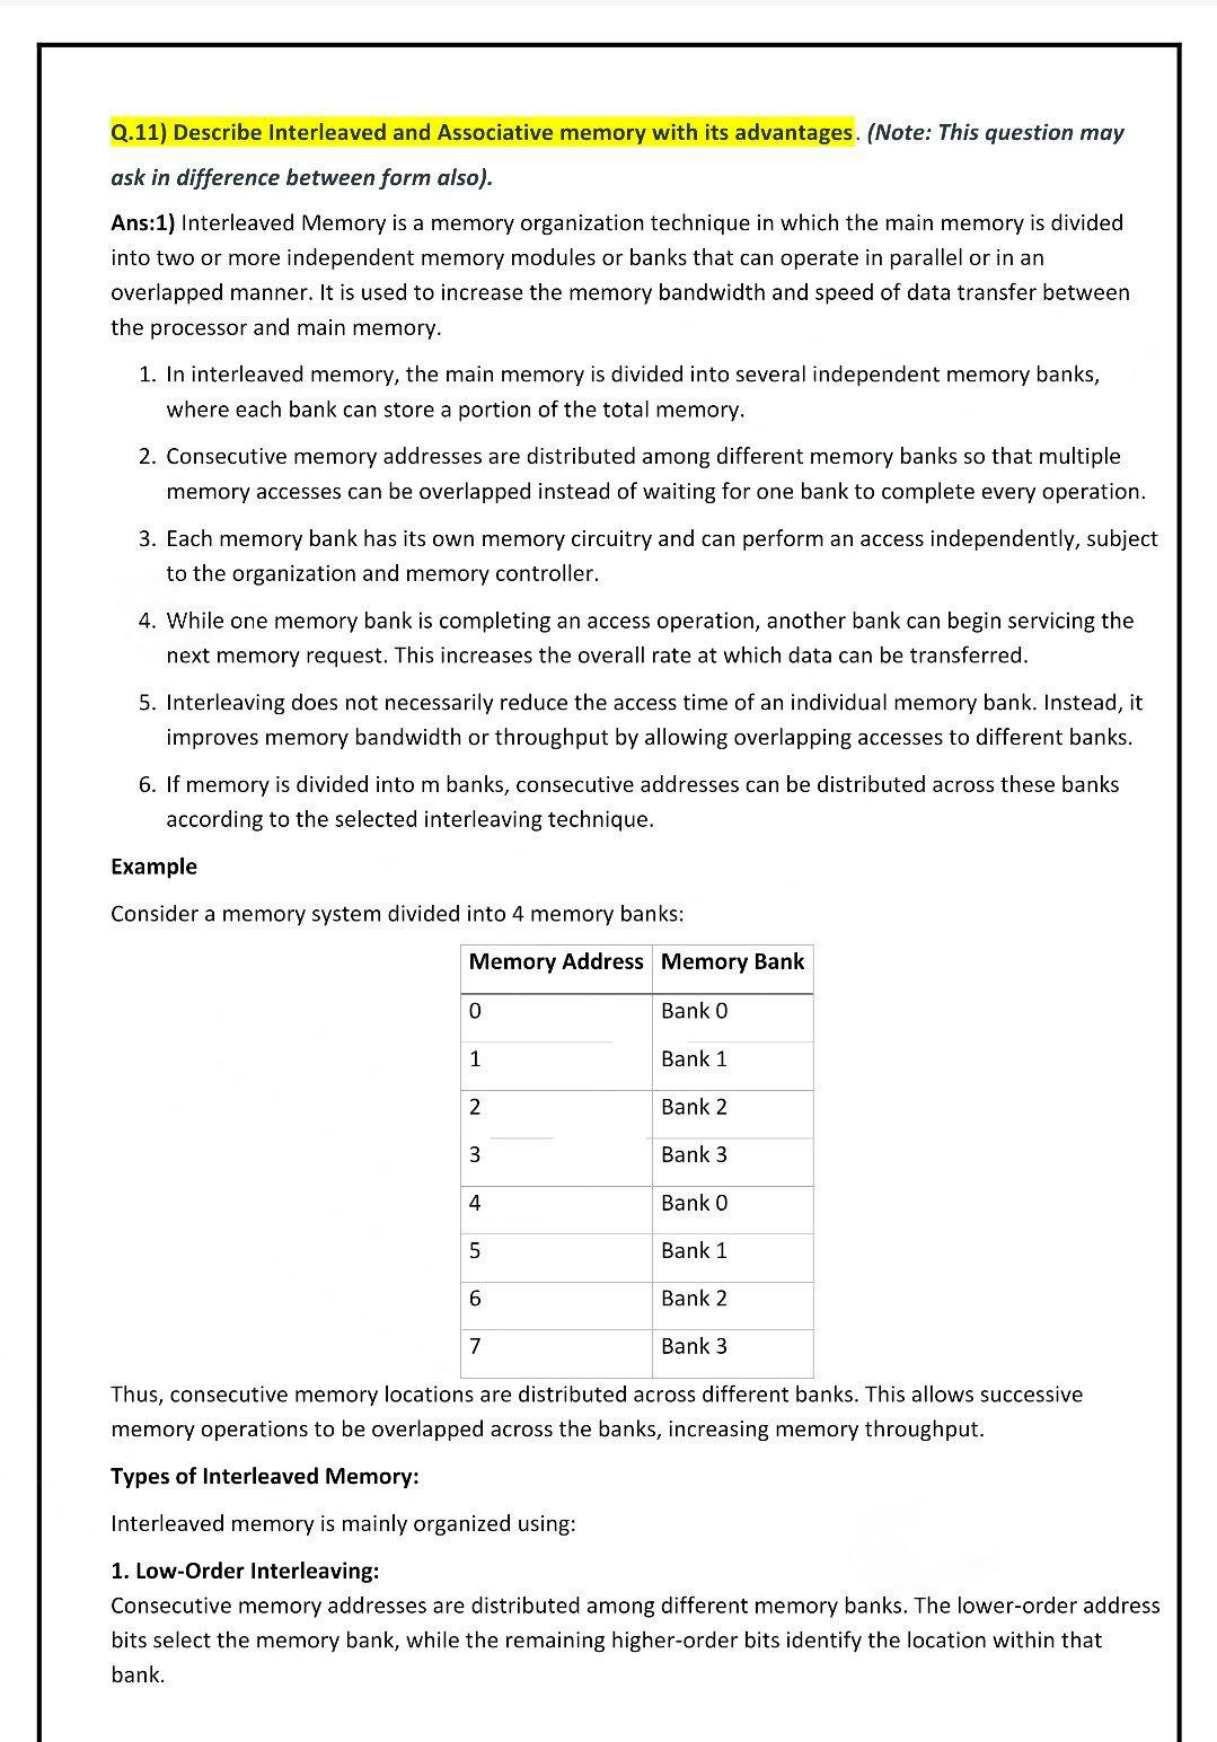 Q.11) Describe Interleaved and Associative memory with its advantages. (Note: This question may
ask in difference between form also).
Ans:1) Interleaved Memory is a memory organization technique in which the main memory is divided
into two or more independent memory modules or banks that can operate in parallel or in an
overlapped manner. It is used to increase the memory bandwidth and speed of data transfer between
the processor and main memory.
1. In interleaved memory, the main memory is divided into several independent memory banks,
where each bank can store a portion of the total memory.
2. Consecutive memory addresses are distributed among different memory banks so that multiple
memory accesses can be overlapped instead of waiting for one bank to complete every operation.
3. Each memory bank has its own memory circuitry and can perform an access independently, subject
to the organization and memory controller.
4. While one memory bank is completing an access operation, another bank can begin servicing the
next memory request. This increases the overall rate at which data can be transferred.
5. Interleaving does not necessarily reduce the access time of an individual memory bank. Instead, it
improves memory bandwidth or throughput by allowing overlapping accesses to different banks.
6. If memory is divided into m banks, consecutive addresses can be distributed across these banks
according to the selected interleaving technique.
Example
Consider a memory system divided into 4 memory banks:
Memory Address Memory Bank
0 Bank 0
1 Bank 1
2 Bank 2
3 Bank 3
4 Bank 0
5 Bank 1
6 Bank 2
7 Bank 3
Thus, consecutive memory locations are distributed across different banks. This allows successive
memory operations to be overlapped across the banks, increasing memory throughput.
Types of Interleaved Memory:
Interleaved memory is mainly organized using:
1. Low-Order Interleaving:
Consecutive memory addresses are distributed among different memory banks. The lower-order address
bits select the memory bank, while the remaining higher-order bits identify the location within that
bank.